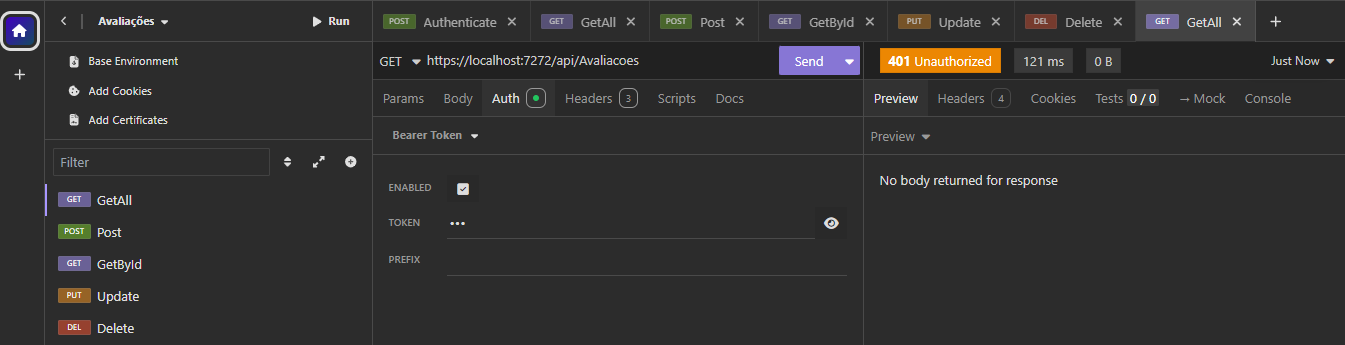 Avaliações
Run
POST Authenticate
GET GetAll
POST Post
GET GetById
PUT Update
DEL Delete
GET GetAll
Base Environment
Add Cookies
Add Certificates
Filter
GET GetAll
POST Post
GET GetById
PUT Update
DEL Delete
GET https://localhost:7272/api/Avaliacoes
Send
Params Body Auth Headers 3 Scripts Docs
Bearer Token
ENABLED
TOKEN •••
PREFIX
401 Unauthorized 121 ms 0 B Just Now
Preview Headers 4 Cookies Tests 0 / 0 → Mock Console
Preview
No body returned for response